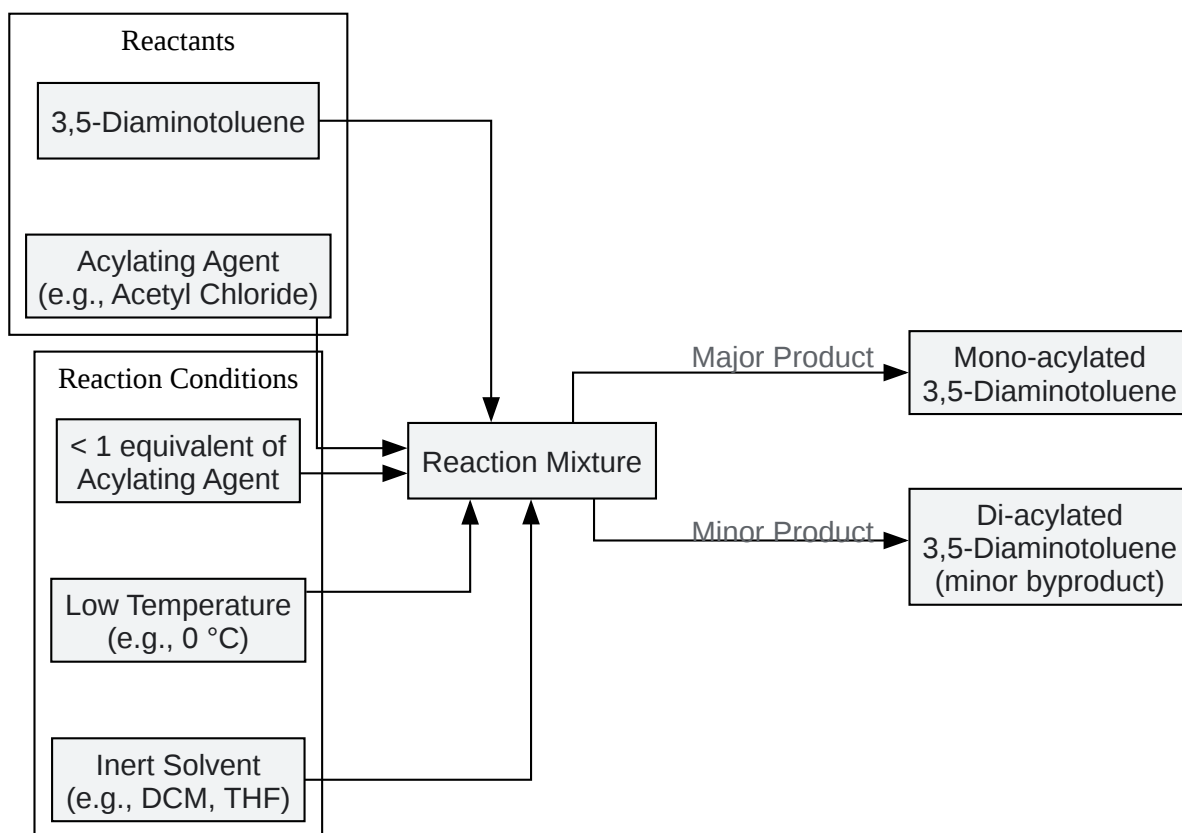 Reactants
3,5-Diaminotoluene
Acylating Agent
(e.g., Acetyl Chloride)
Reaction Conditions
< 1 equivalent of
Acylating Agent
Low Temperature
(e.g., 0 °C)
Inert Solvent
(e.g., DCM, THF)
Reaction Mixture
Major Product
Minor Product
Mono-acylated
3,5-Diaminotoluene
Di-acylated
3,5-Diaminotoluene
(minor byproduct)